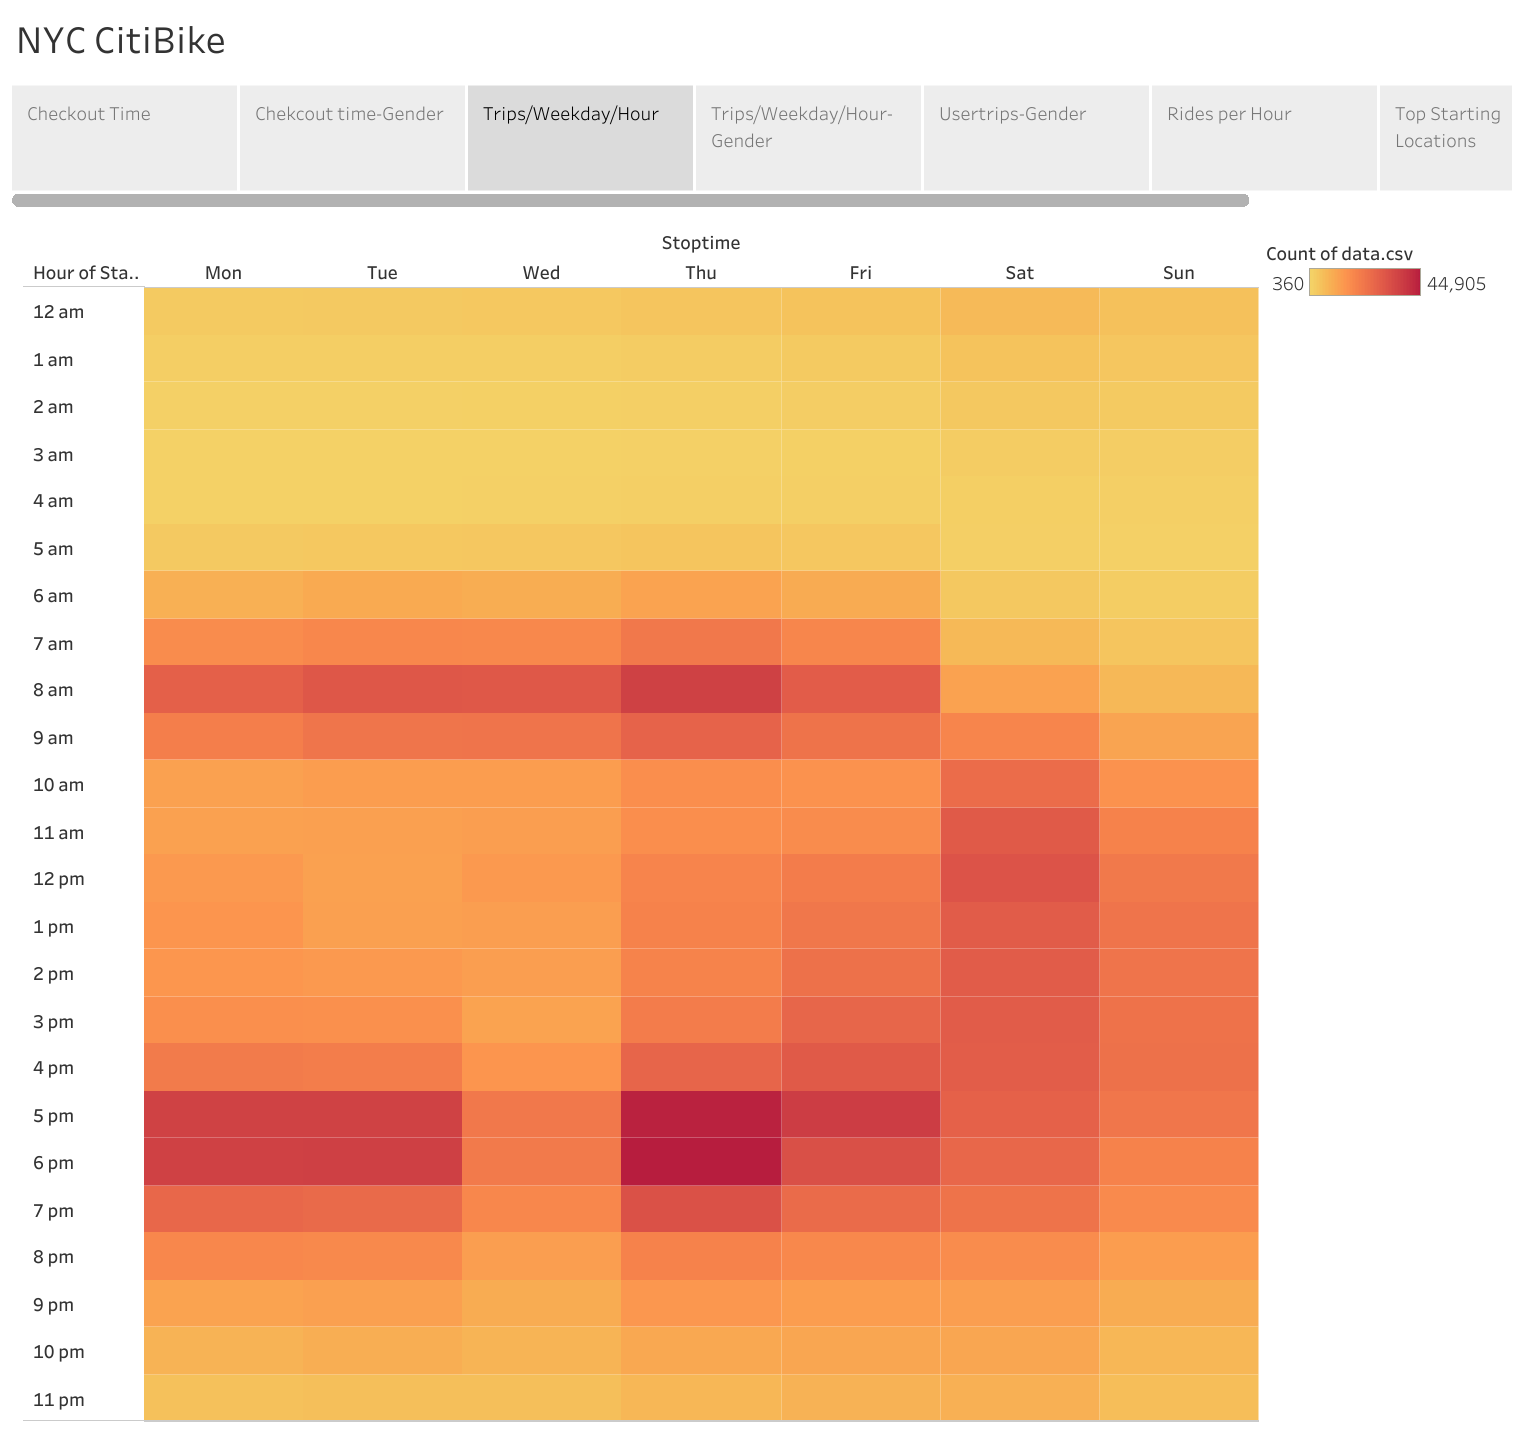 NYC CitiBike
Checkout Time
Chekcout time-Gender
Trips/Weekday/Hour
Trips/Weekday/Hour-
Gender
Usertrips-Gender
Rides per Hour
Top Starting
Locations
Stoptime
Hour of Sta..
Mon
Tue
Wed
Thu
Fri
Sat
Sun
Count of data.csv
360
44,905
12 am
1 am
2 am
3 am
4 am
5 am
6 am
7 am
8 am
9 am
10 am
11 am
12 pm
1 pm
2 pm
3 pm
4 pm
5 pm
6 pm
7 pm
8 pm
9 pm
10 pm
11 pm